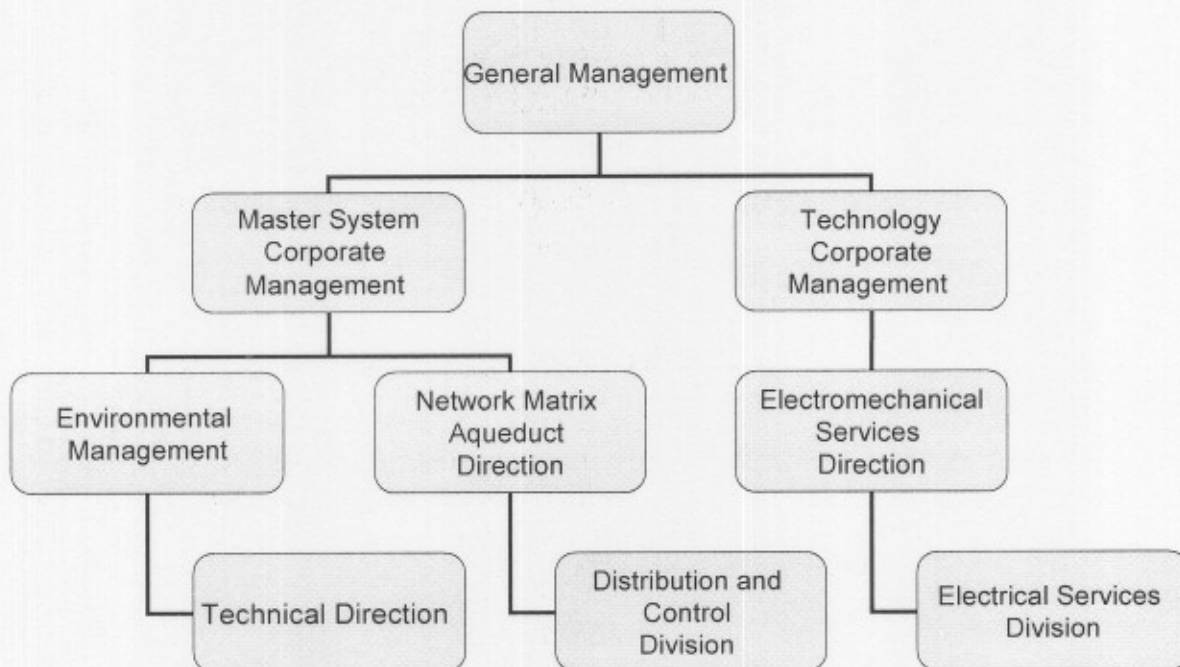 General Management
Master System
Corporate
Management
Technology
Corporate
Management
Environmental
Management
Network Matrix
Aqueduct
Direction
Electromechanical
Services
Direction
Technical Direction
Distribution and
Control
Division
Electrical Services
Division